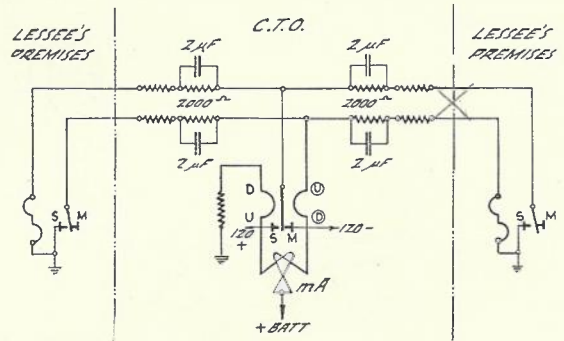 LESSEE'S
PREMISES
C.T.O.
LESSEE'S
PREMISES
2 µF
2 µF
2000 Ω
2000 Ω
2 µF
2 µF
D
U
U
D
S M
120 +
S M
120 -
S M
mA
+ BATT